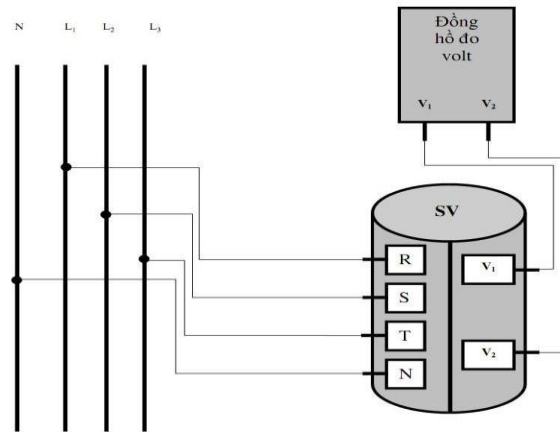 N L₁ L₂ L₃
Đồng
hồ đo
volt
V₁ V₂
SV
R
S
T
N
V₁
V₂